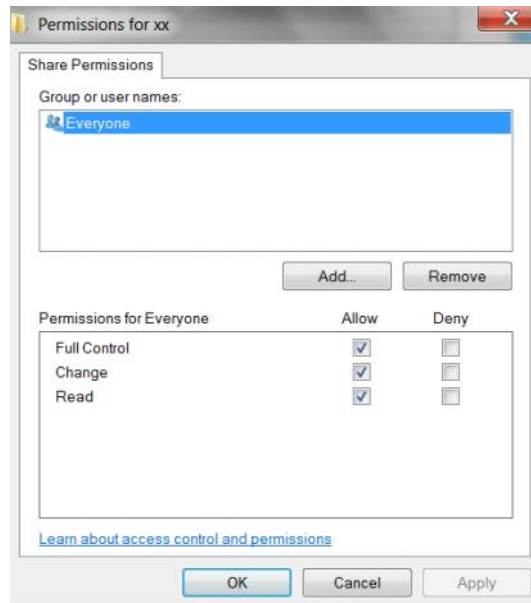 Permissions for xx
Share Permissions
Group or user names:
Everyone
Add...
Remove
Permissions for Everyone Allow Deny
Full Control
Change
Read
Learn about access control and permissions
OK Cancel Apply